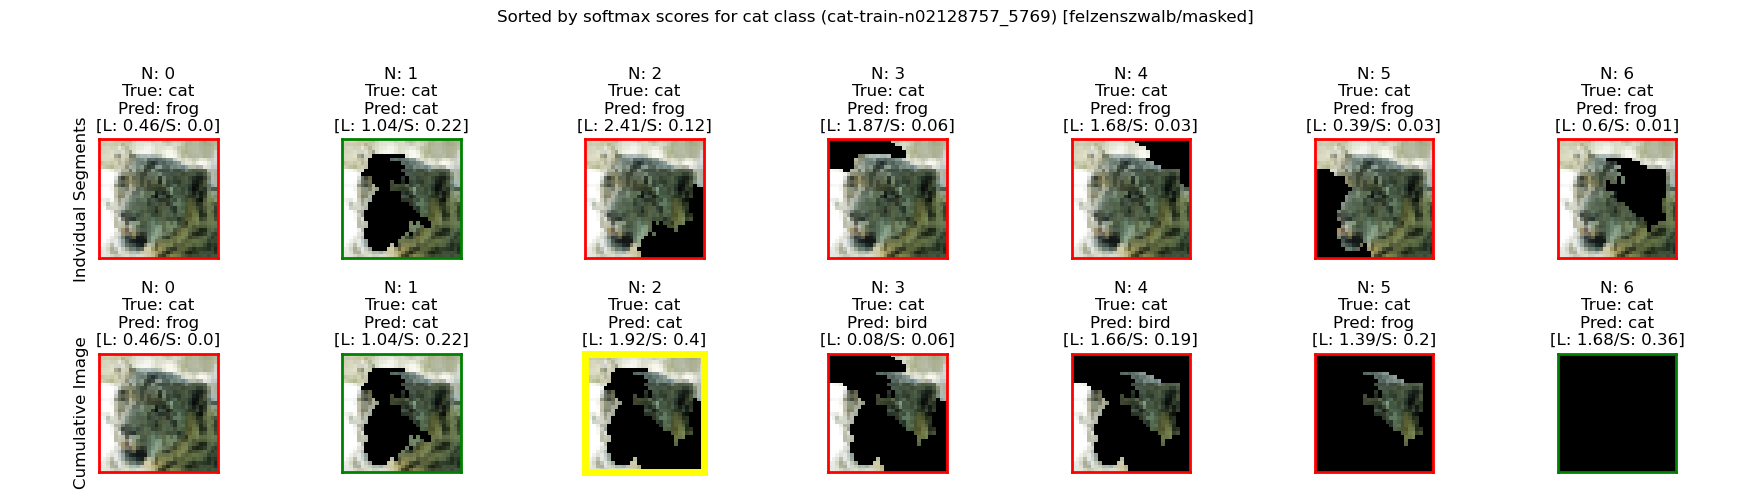 Sorted by softmax scores for cat class (cat-train-n02128757_5769) [felzenszwalb/masked]
Indvidual Segments
N: 0
True: cat
Pred: frog
[L: 0.46/S: 0.0]
N: 1
True: cat
Pred: cat
[L: 1.04/S: 0.22]
N: 2
True: cat
Pred: frog
[L: 2.41/S: 0.12]
N: 3
True: cat
Pred: frog
[L: 1.87/S: 0.06]
N: 4
True: cat
Pred: frog
[L: 1.68/S: 0.03]
N: 5
True: cat
Pred: frog
[L: 0.39/S: 0.03]
N: 6
True: cat
Pred: frog
[L: 0.6/S: 0.01]
Cumulative Image
N: 0
True: cat
Pred: frog
[L: 0.46/S: 0.0]
N: 1
True: cat
Pred: cat
[L: 1.04/S: 0.22]
N: 2
True: cat
Pred: cat
[L: 1.92/S: 0.4]
N: 3
True: cat
Pred: bird
[L: 0.08/S: 0.06]
N: 4
True: cat
Pred: bird
[L: 1.66/S: 0.19]
N: 5
True: cat
Pred: frog
[L: 1.39/S: 0.2]
N: 6
True: cat
Pred: cat
[L: 1.68/S: 0.36]